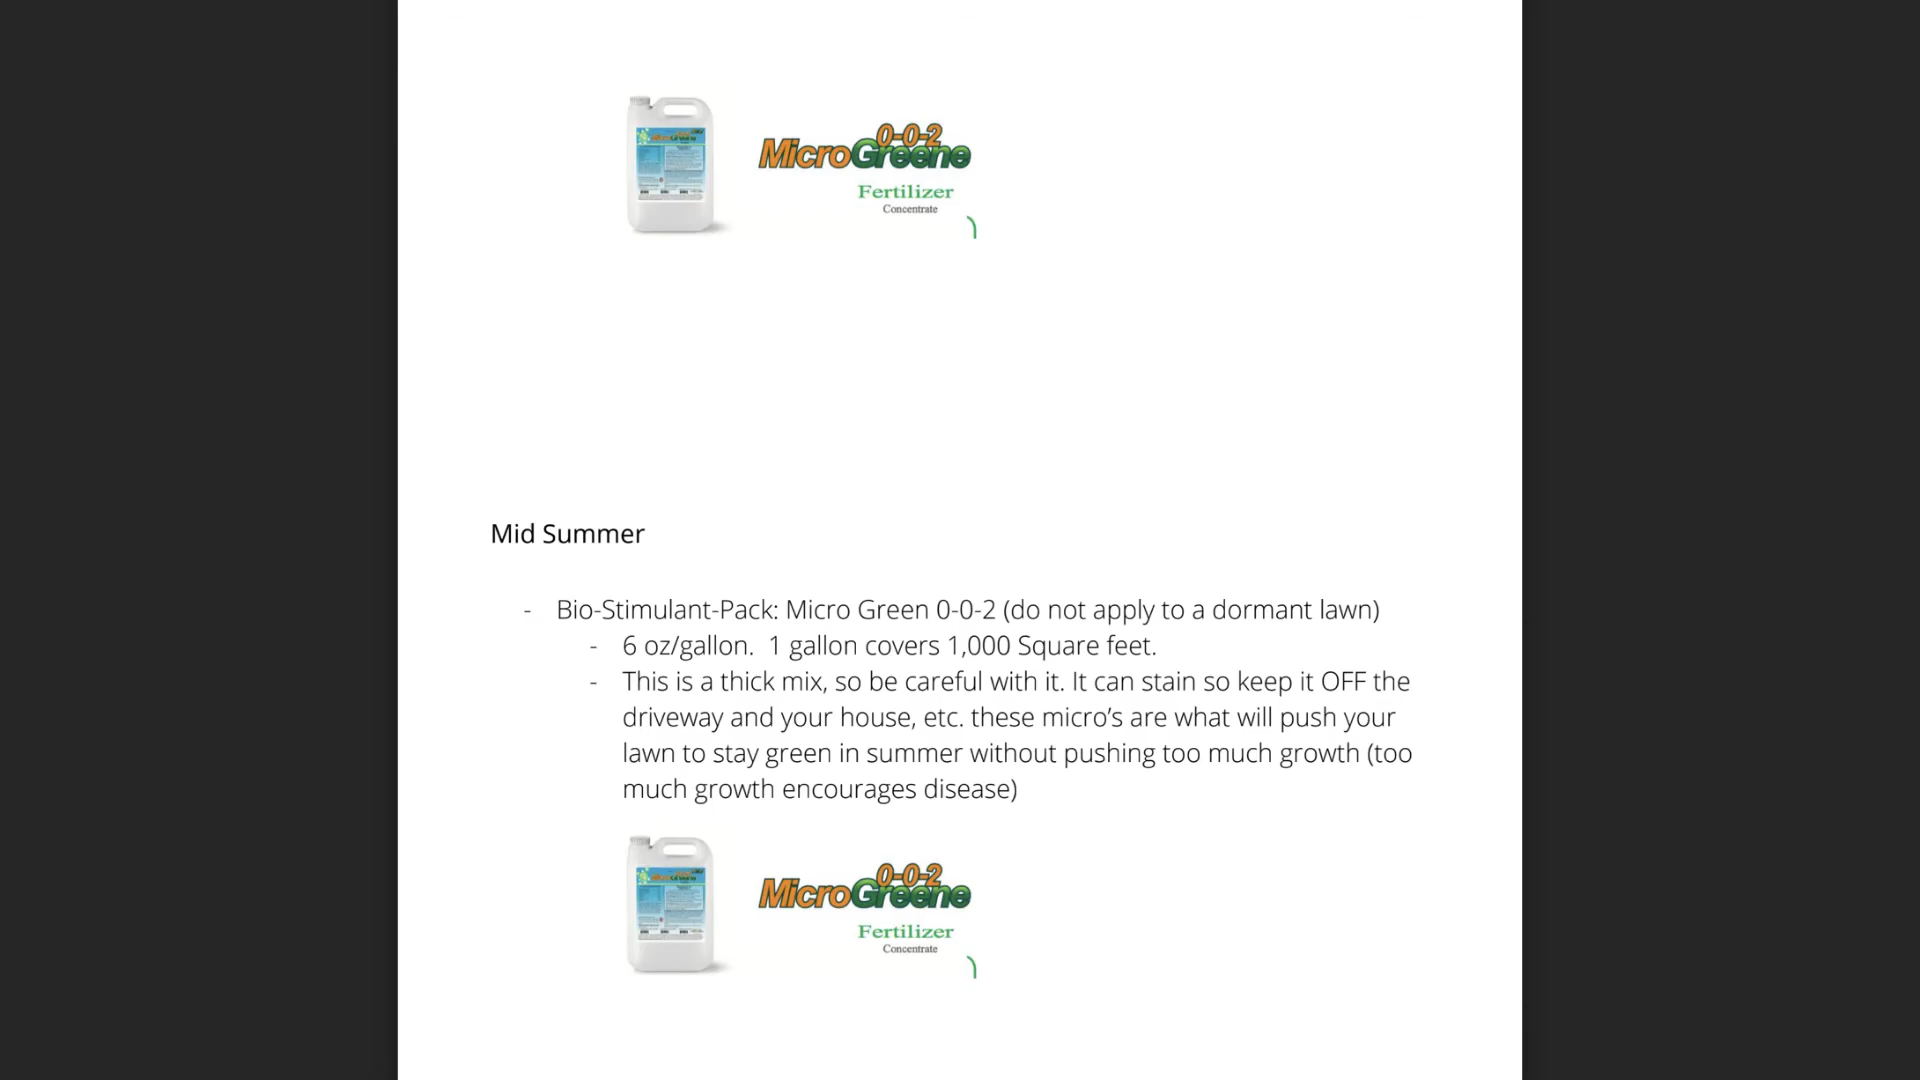 0-0-2
MicroGreene
Fertilizer
Concentrate
Mid Summer
- Bio-Stimulant-Pack: Micro Green 0-0-2 (do not apply to a dormant lawn)
- 6 oz/gallon.  1 gallon covers 1,000 Square feet.
- This is a thick mix, so be careful with it. It can stain so keep it OFF the
driveway and your house, etc. these micro’s are what will push your
lawn to stay green in summer without pushing too much growth (too
much growth encourages disease)
0-0-2
MicroGreene
Fertilizer
Concentrate